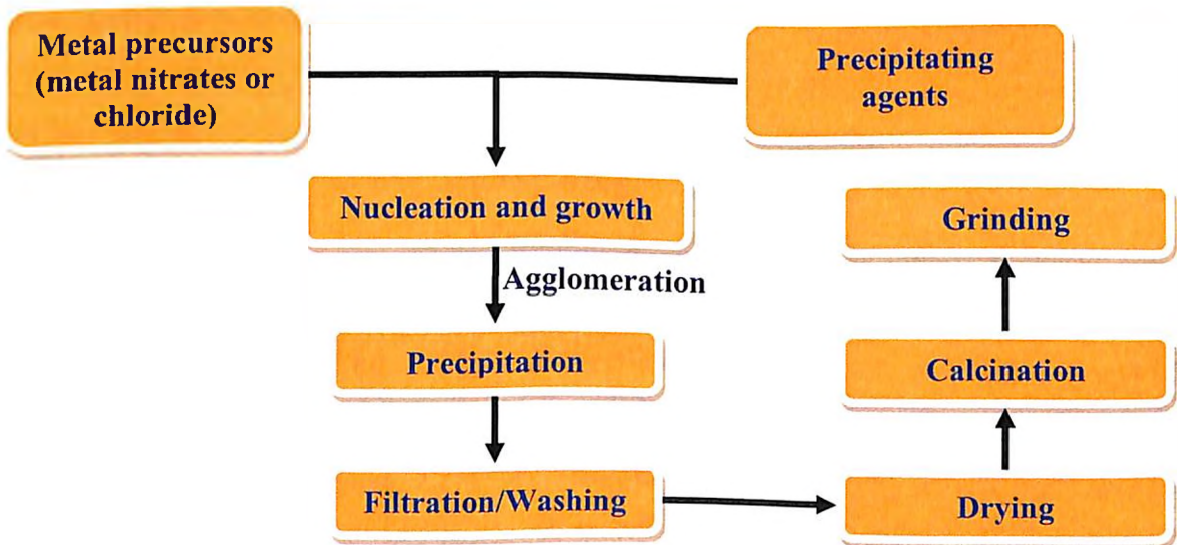 Metal precursors
(metal nitrates or
chloride)
Precipitating
agents
Nucleation and growth
Agglomeration
Precipitation
Filtration/Washing
Drying
Calcination
Grinding